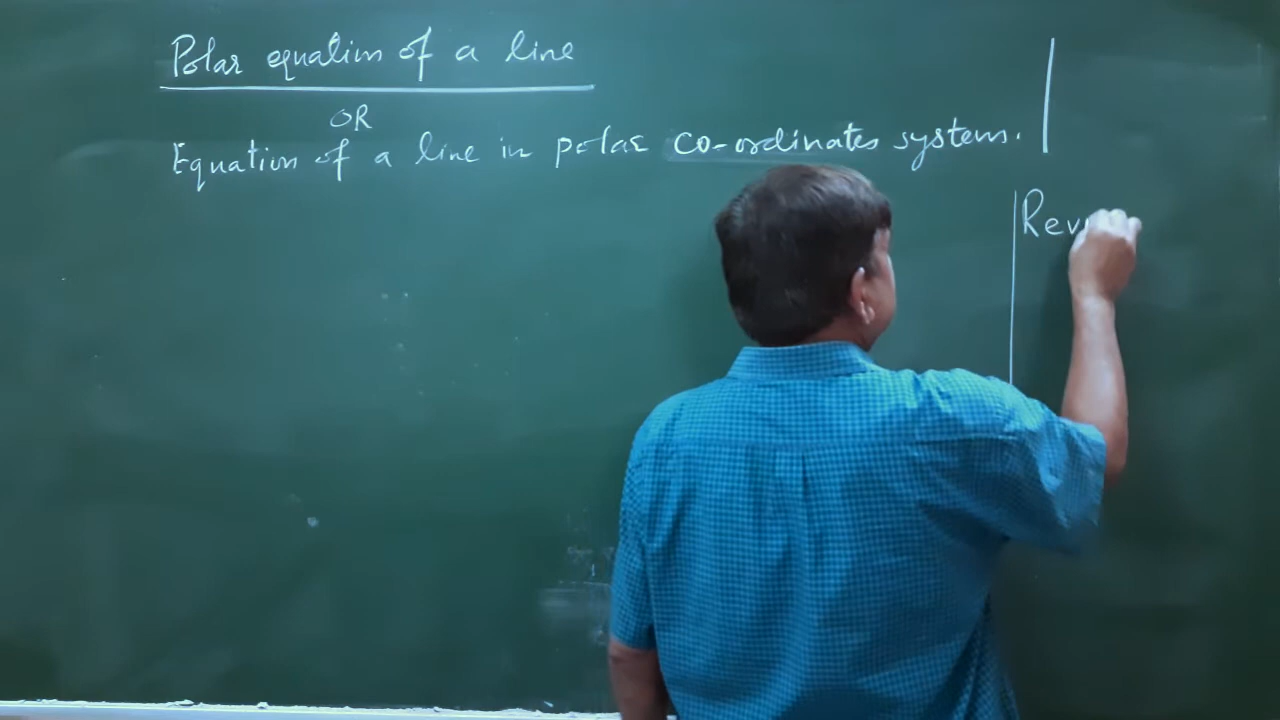 Polar equation of a line
OR
Equation of a line in polar co-ordinates system.
Rev